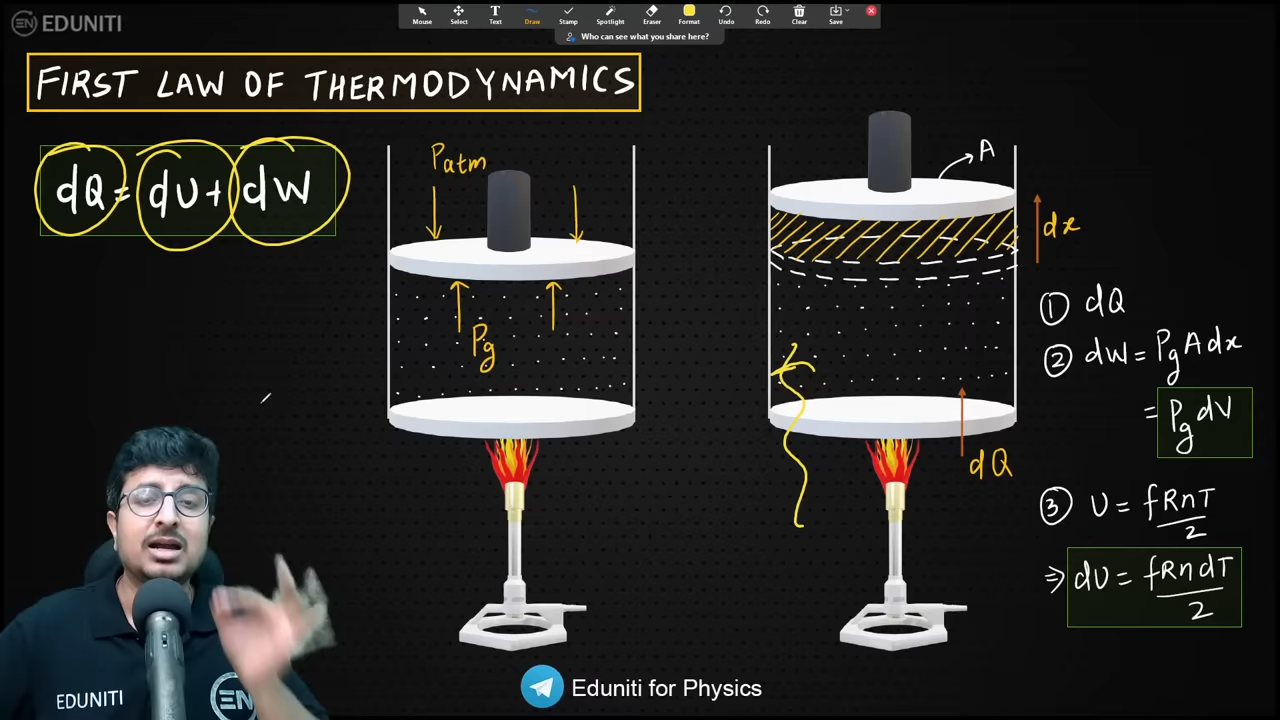 EN EDUNITI
Mouse Select Text Draw Stamp Spotlight Eraser Format Undo Redo Clear Save
Who can see what you share here?
FIRST LAW OF THERMODYNAMICS
dQ = dU + dW
Patm
Pg
A
dx
dQ
① dQ
② dW = PgAdx
= PgdV
③ U = fRnT/2
⇒ dU = fRndT/2
EDUNITI EN
Eduniti for Physics